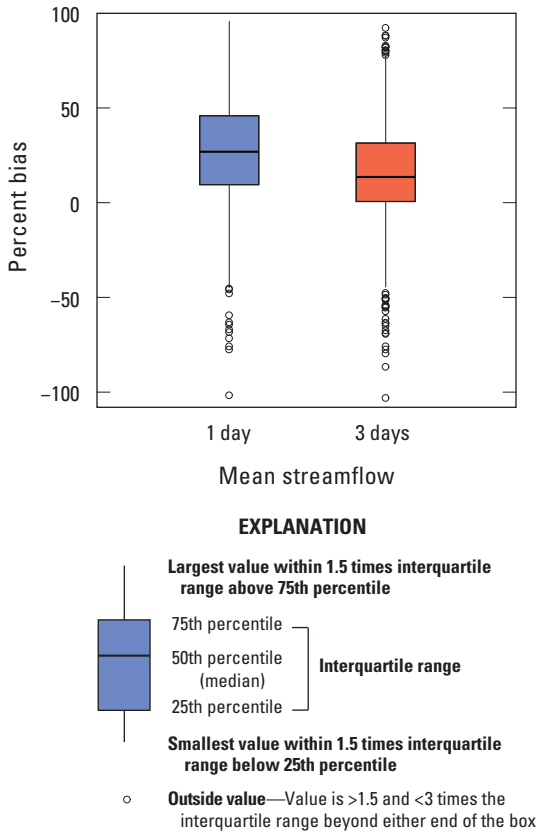 100
50
0
−50
−100
Percent bias
1 day
3 days
Mean streamflow
EXPLANATION
Largest value within 1.5 times interquartile
range above 75th percentile
75th percentile
50th percentile
(median)
25th percentile
Interquartile range
Smallest value within 1.5 times interquartile
range below 25th percentile
Outside value—Value is >1.5 and <3 times the
interquartile range beyond either end of the box